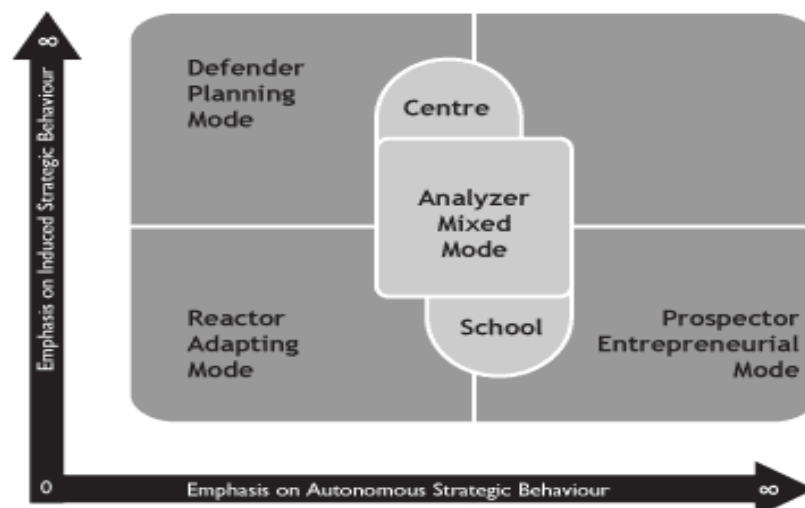 ∞
Emphasis on Induced Strategic Behaviour
Defender
Planning
Mode
Centre
Analyzer
Mixed
Mode
Reactor
Adapting
Mode
School
Prospector
Entrepreneurial
Mode
0
Emphasis on Autonomous Strategic Behaviour
∞